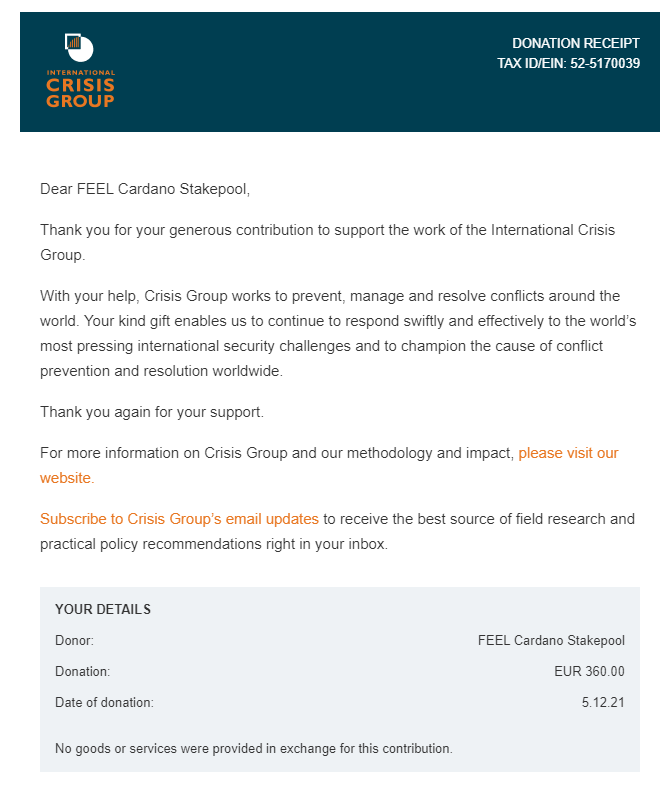 INTERNATIONAL
CRISIS
GROUP
DONATION RECEIPT
TAX ID/EIN: 52-5170039
Dear FEEL Cardano Stakepool,
Thank you for your generous contribution to support the work of the International Crisis
Group.
With your help, Crisis Group works to prevent, manage and resolve conflicts around the
world. Your kind gift enables us to continue to respond swiftly and effectively to the world’s
most pressing international security challenges and to champion the cause of conflict
prevention and resolution worldwide.
Thank you again for your support.
For more information on Crisis Group and our methodology and impact, please visit our
website.
Subscribe to Crisis Group’s email updates to receive the best source of field research and
practical policy recommendations right in your inbox.
YOUR DETAILS
Donor: FEEL Cardano Stakepool
Donation: EUR 360.00
Date of donation: 5.12.21
No goods or services were provided in exchange for this contribution.